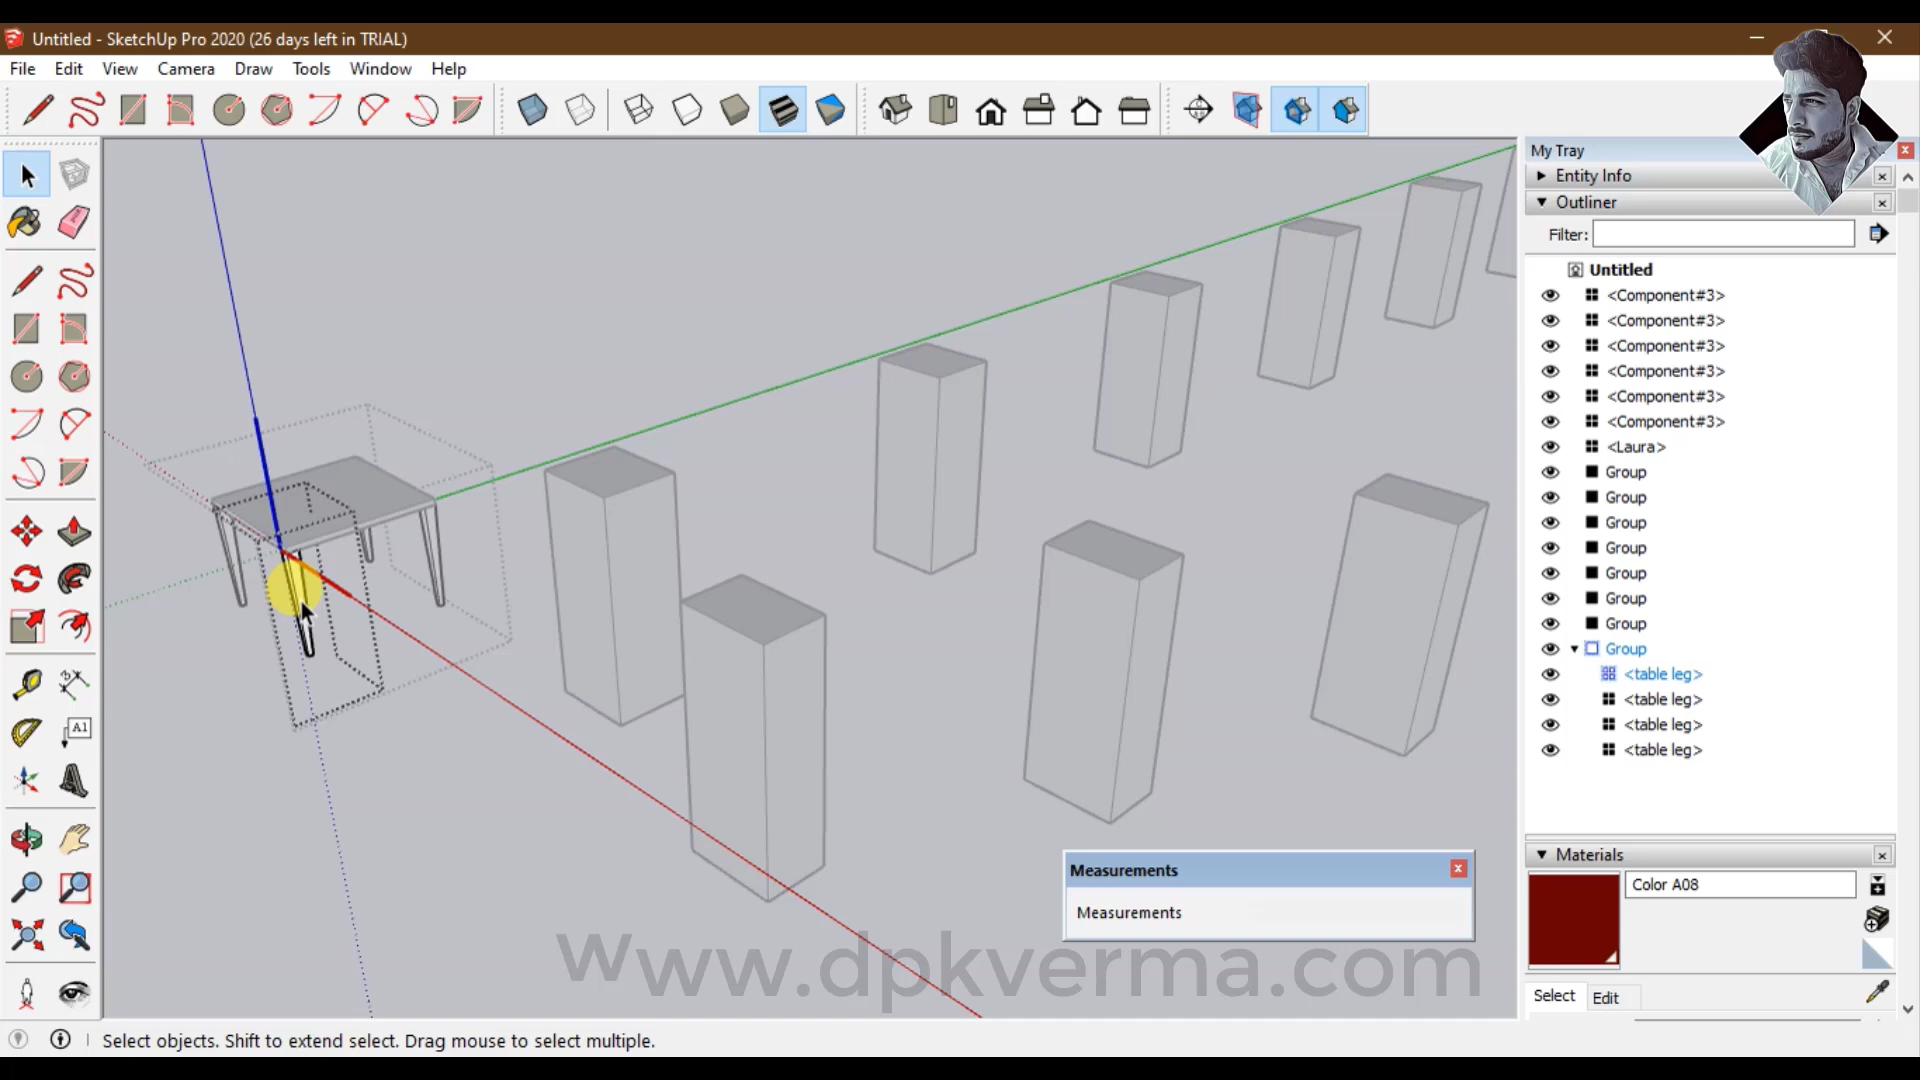 Untitled - SketchUp Pro 2020 (26 days left in TRIAL)
File Edit View Camera Draw Tools Window Help
My Tray
Entity Info
Outliner
Filter:
Untitled
<Component#3>
<Component#3>
<Component#3>
<Component#3>
<Component#3>
<Component#3>
<Laura>
Group
Group
Group
Group
Group
Group
Group
Group
<table leg>
<table leg>
<table leg>
<table leg>
A1
Materials
Color A08
Select Edit
Measurements
Measurements
www.dpkverma.com
Select objects. Shift to extend select. Drag mouse to select multiple.